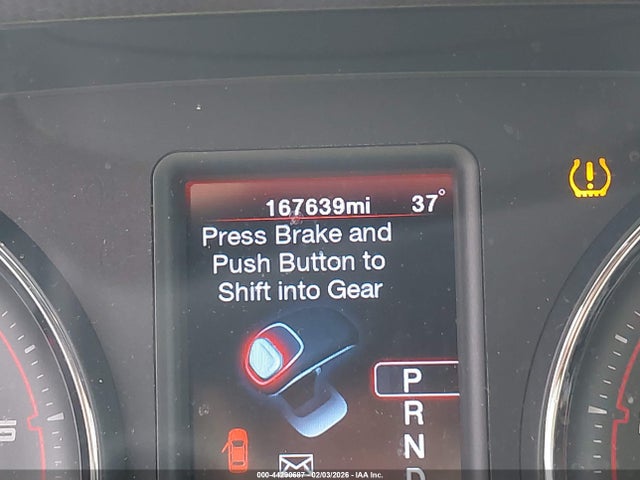 167639mi 37°
Press Brake and
Push Button to
Shift into Gear
P
R
N
D
000-44290687 - 02/03/2026 - IAA Inc.